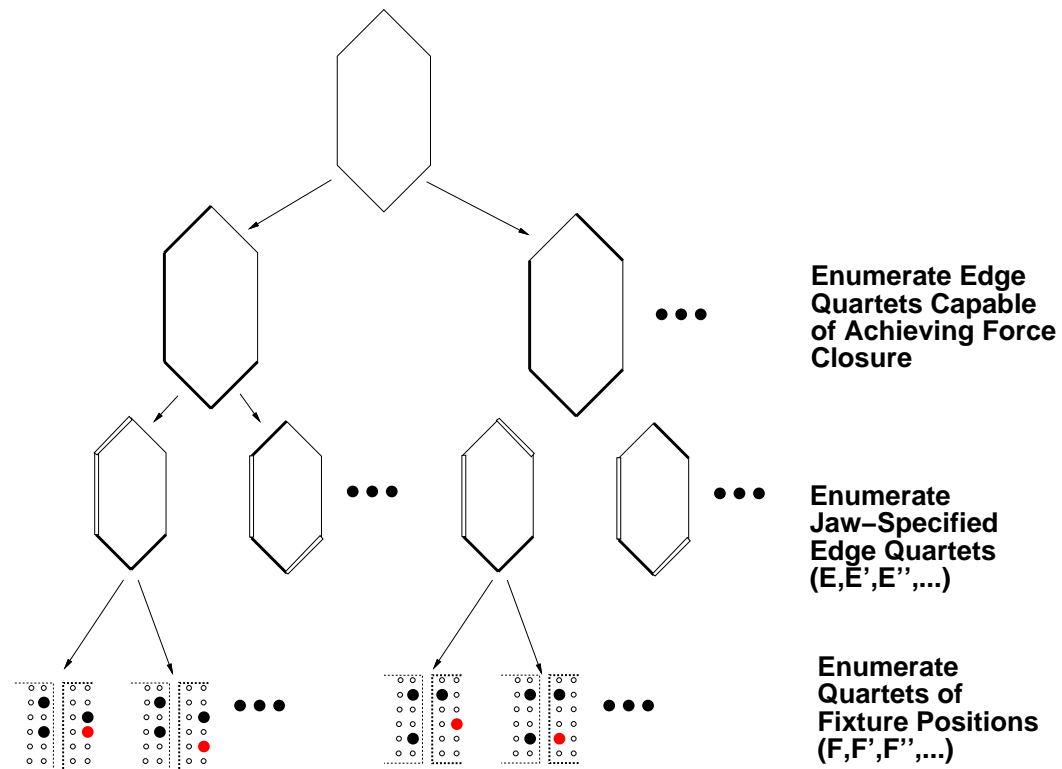 Enumerate Edge
Quartets Capable
of Achieving Force
Closure
Enumerate
Jaw−Specified
Edge Quartets
(E,E',E'',...)
Enumerate
Quartets of
Fixture Positions
(F,F',F'',...)